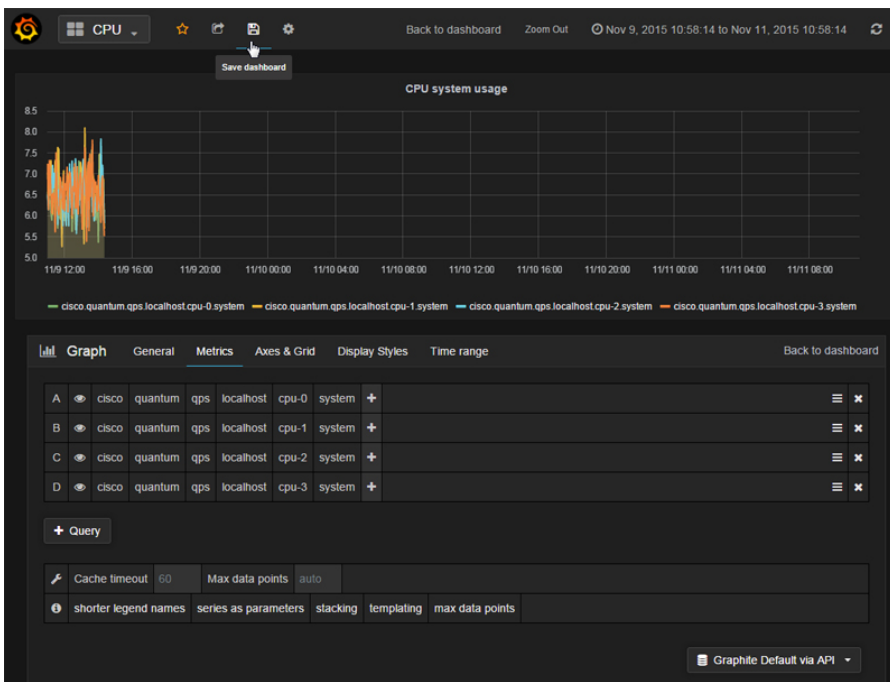 CPU
Back to dashboard Zoom Out Nov 9, 2015 10:58:14 to Nov 11, 2015 10:58:14
Save dashboard
CPU system usage
8.5
8.0
7.5
7.0
6.5
6.0
5.5
5.0
11/9 12:00 11/9 16:00 11/9 20:00 11/10 00:00 11/10 04:00 11/10 08:00 11/10 12:00 11/10 16:00 11/10 20:00 11/11 00:00 11/11 04:00 11/11 08:00
cisco.quantum.qps.localhost.cpu-0.system cisco.quantum.qps.localhost.cpu-1.system cisco.quantum.qps.localhost.cpu-2.system cisco.quantum.qps.localhost.cpu-3.system
Graph General Metrics Axes & Grid Display Styles Time range Back to dashboard
A cisco quantum qps localhost cpu-0 system +
B cisco quantum qps localhost cpu-1 system +
C cisco quantum qps localhost cpu-2 system +
D cisco quantum qps localhost cpu-3 system +
+ Query
Cache timeout 60 Max data points auto
shorter legend names series as parameters stacking templating max data points
Graphite Default via API